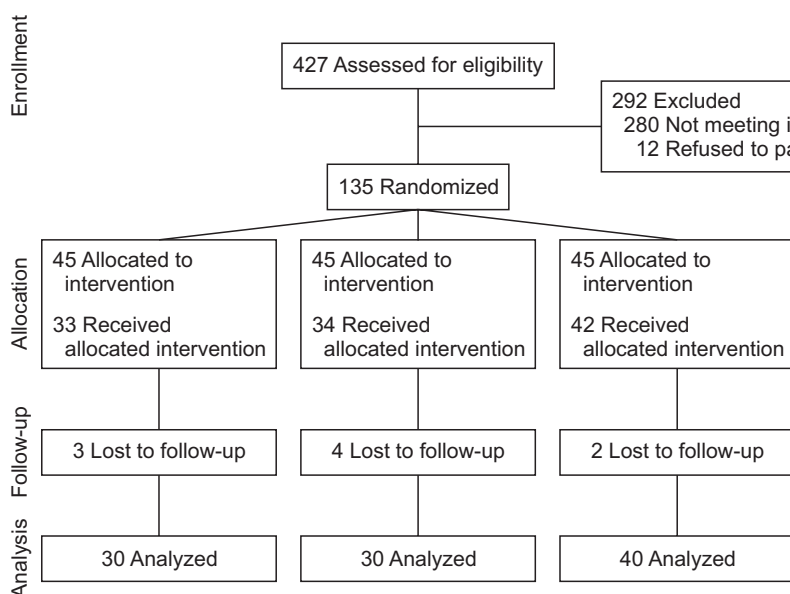 Enrollment
427 Assessed for eligibility
292 Excluded
280 Not meeting
12 Refused to
135 Randomized
Allocation
45 Allocated to
intervention
33 Received
allocated intervention
45 Allocated to
intervention
34 Received
allocated intervention
45 Allocated to
intervention
42 Received
allocated intervention
Follow-up
3 Lost to follow-up
4 Lost to follow-up
2 Lost to follow-up
Analysis
30 Analyzed
30 Analyzed
40 Analyzed